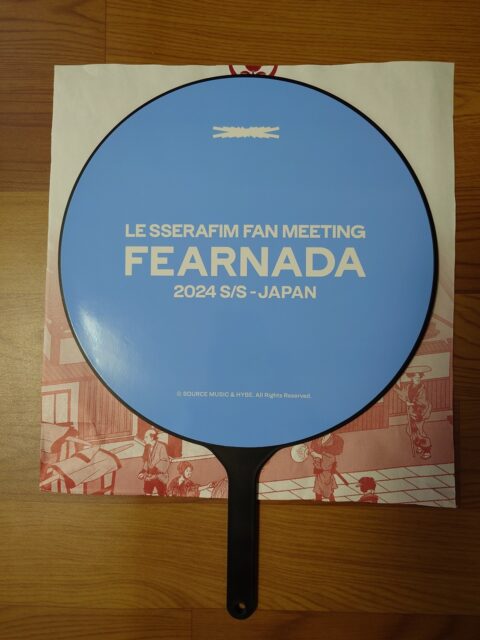 LE SSERAFIM FAN MEETING
FEARNADA
2024 S/S - JAPAN
© SOURCE MUSIC & HYBE. All Rights Reserved.